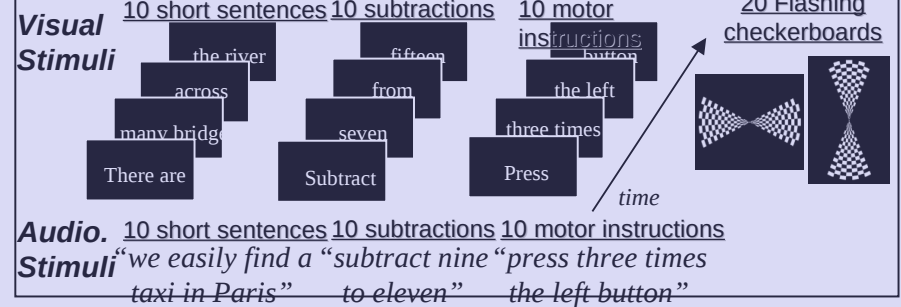 Visual
Stimuli
10 short sentences
the river
across
many bridge
There are
10 subtractions
fifteen
from
seven
Subtract
10 motor
instructions
button
the left
three times
Press
20 Flashing
checkerboards
time
Audio.
Stimuli
10 short sentences
“we easily find a
taxi in Paris”
10 subtractions
“subtract nine
to eleven”
10 motor instructions
“press three times
the left button”